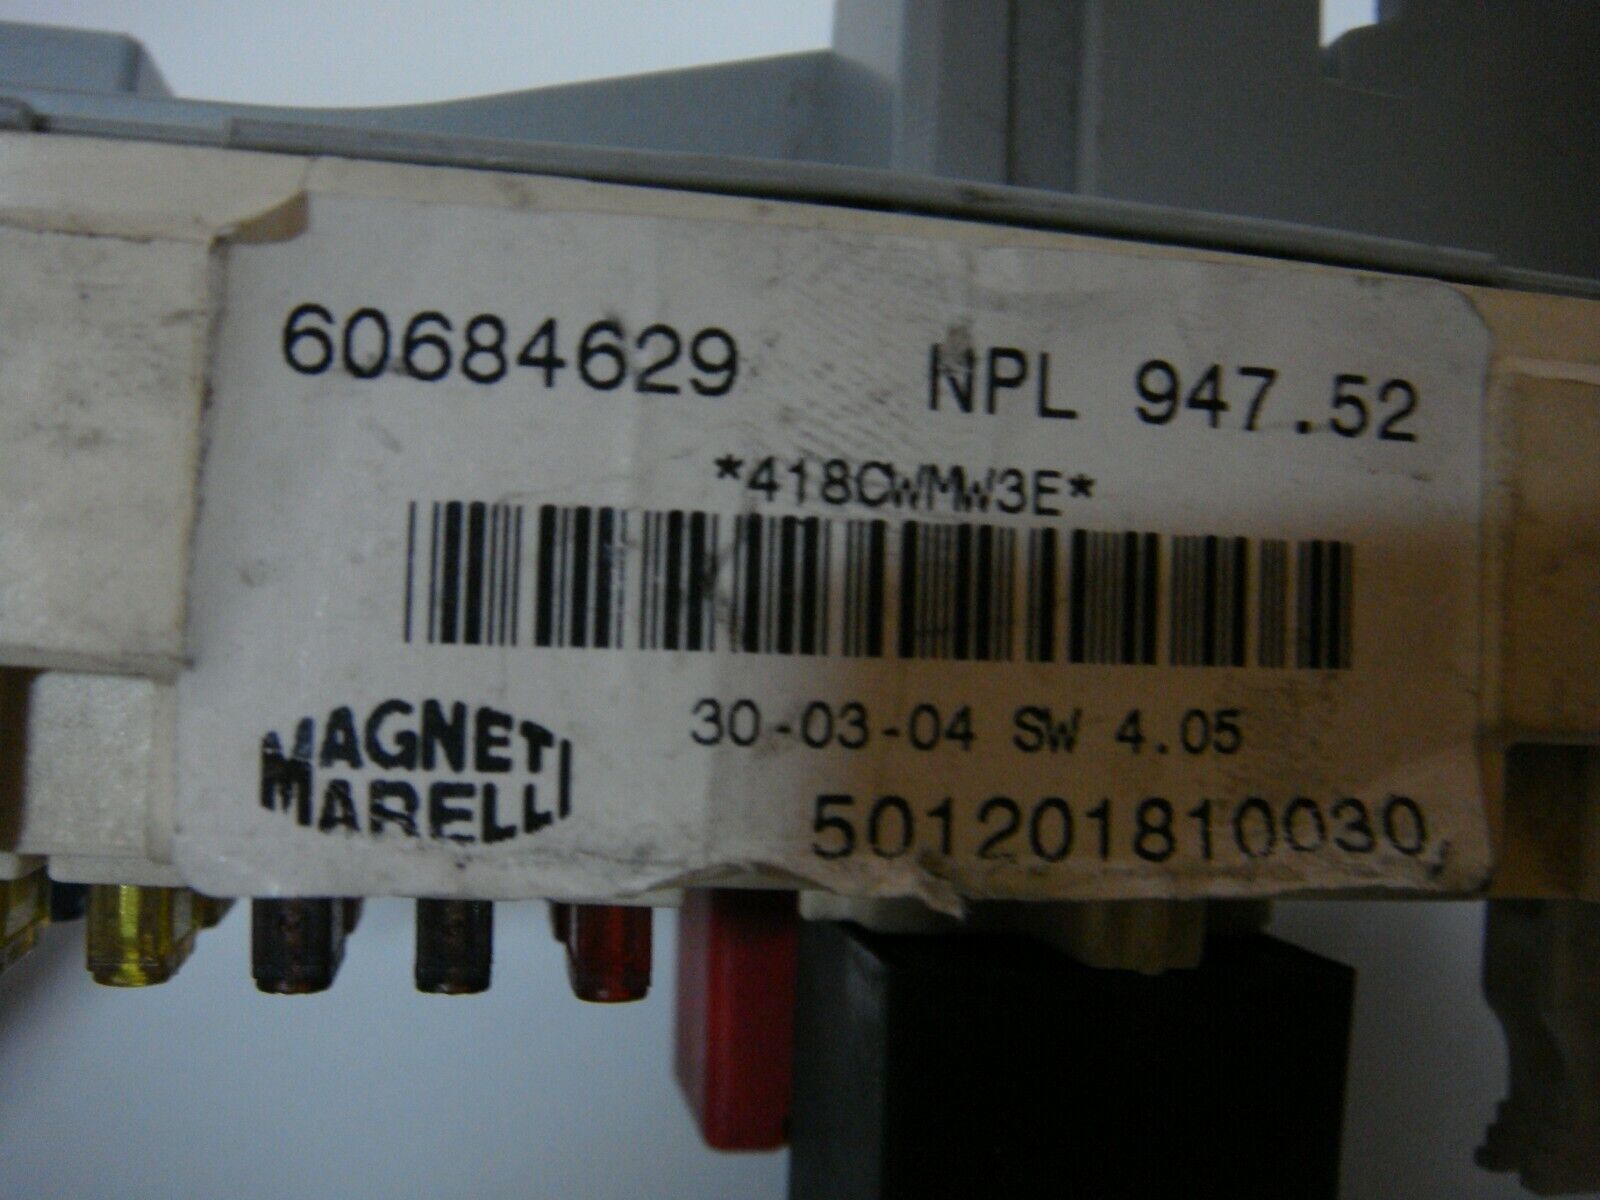 60684629 NPL 947.52
*418CWMW3E*
30-03-04 SW 4.05
MAGNETI
MARELLI
501201810030